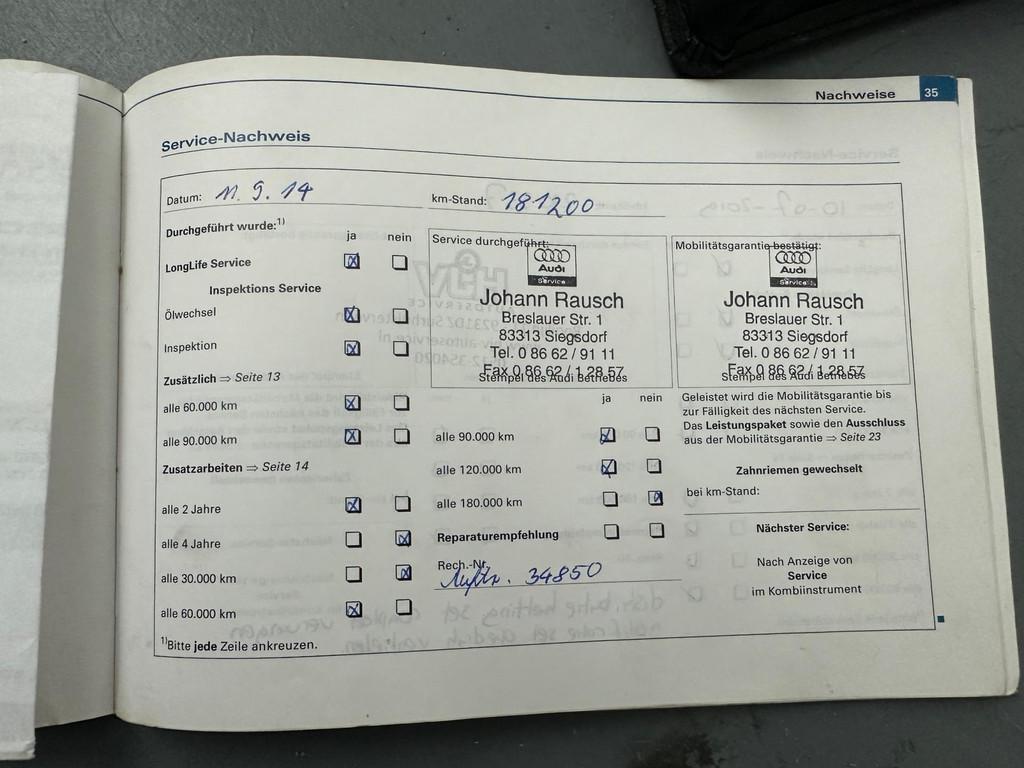 Nachweise 35
Service-Nachweis
Datum: 11.9.14
km-Stand: 181200
Durchgeführt wurde:1)
ja nein
LongLife Service
Inspektions Service
Ölwechsel
Inspektion
Zusätzlich ⇒ Seite 13
alle 60.000 km
alle 90.000 km
Zusatzarbeiten ⇒ Seite 14
alle 2 Jahre
alle 4 Jahre
alle 30.000 km
alle 60.000 km
1)Bitte jede Zeile ankreuzen.
Service durchgeführt:
Audi
Service
Johann Rausch
Breslauer Str. 1
83313 Siegsdorf
Tel. 0 86 62 / 91 11
Fax 0 86 62 / 1 28 57
Stempel des Audi Betriebes
ja nein
alle 90.000 km
alle 120.000 km
alle 180.000 km
Reparaturempfehlung
Rech.-Nr.
34850
Mobilitätsgarantie bestätigt:
Audi
Service
Johann Rausch
Breslauer Str. 1
83313 Siegsdorf
Tel. 0 86 62 / 91 11
Fax 0 86 62 / 1 28 57
Stempel des Audi Betriebes
Geleistet wird die Mobilitätsgarantie bis
zur Fälligkeit des nächsten Service.
Das Leistungspaket sowie den Ausschluss
aus der Mobilitätsgarantie ⇒ Seite 23
Zahnriemen gewechselt
bei km-Stand:
Nächster Service:
Nach Anzeige von
Service
im Kombiinstrument